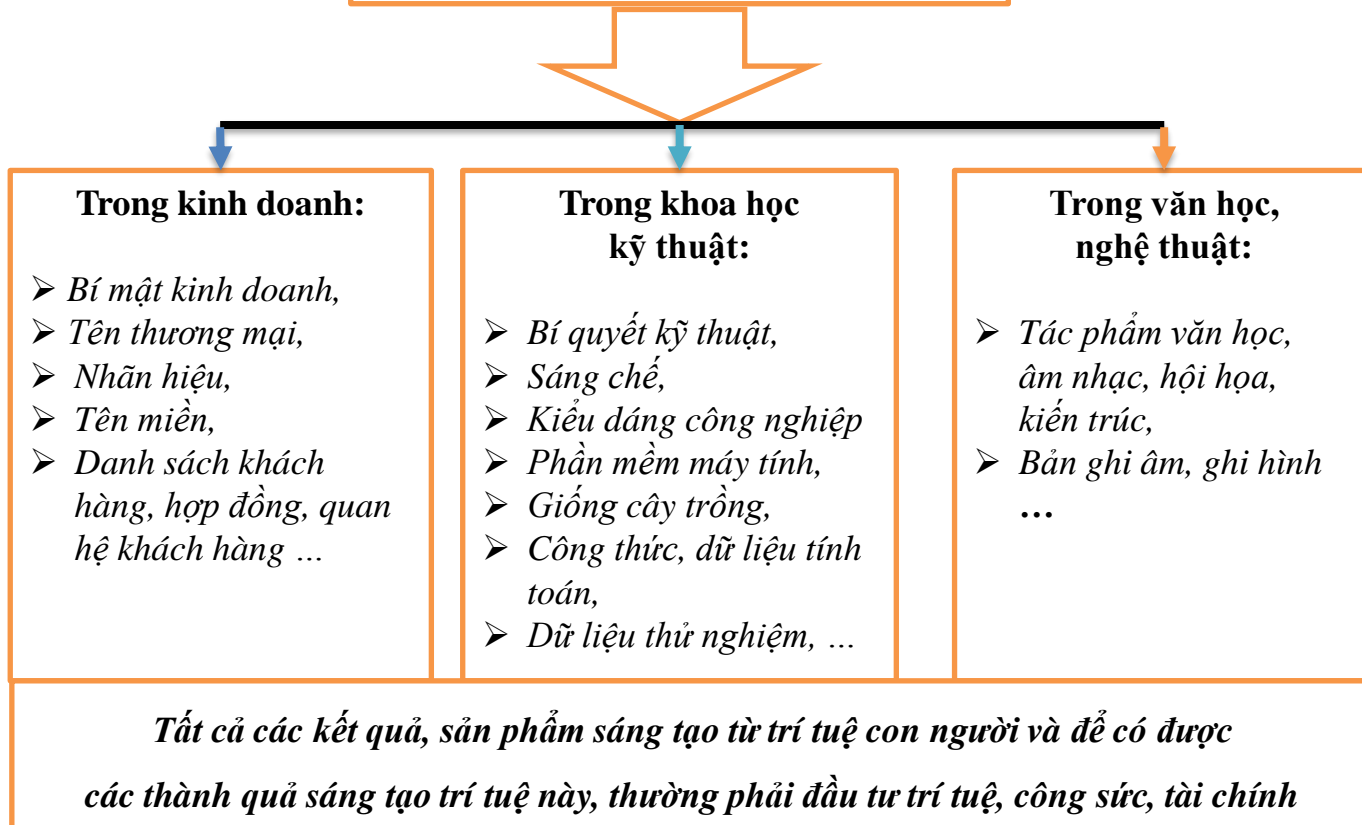 Trong kinh doanh:
➢ Bí mật kinh doanh,
➢ Tên thương mại,
➢ Nhãn hiệu,
➢ Tên miền,
➢ Danh sách khách
hàng, hợp đồng, quan
hệ khách hàng …
Trong khoa học
kỹ thuật:
➢ Bí quyết kỹ thuật,
➢ Sáng chế,
➢ Kiểu dáng công nghiệp
➢ Phần mềm máy tính,
➢ Giống cây trồng,
➢ Công thức, dữ liệu tính
toán,
➢ Dữ liệu thử nghiệm, …
Trong văn học,
nghệ thuật:
➢ Tác phẩm văn học,
âm nhạc, hội họa,
kiến trúc,
➢ Bản ghi âm, ghi hình
…
Tất cả các kết quả, sản phẩm sáng tạo từ trí tuệ con người và để có được
các thành quả sáng tạo trí tuệ này, thường phải đầu tư trí tuệ, công sức, tài chính